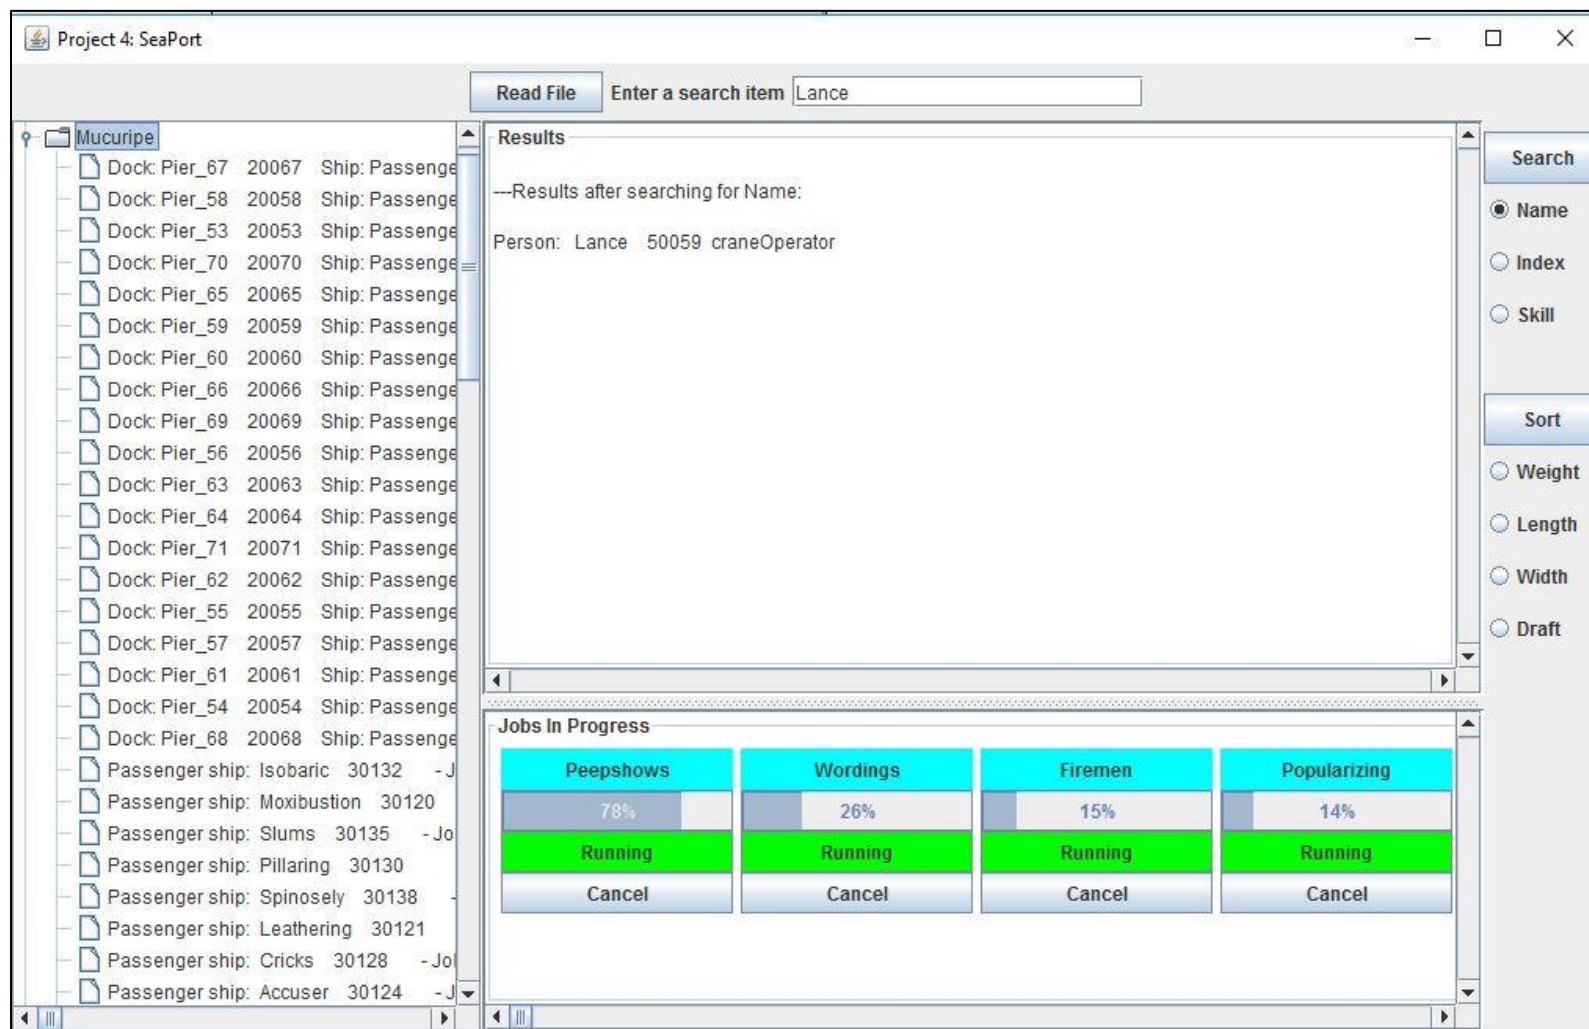 Project 4: SeaPort
Read File Enter a search item Lance
Mucuripe
Dock: Pier_67 20067 Ship: Passenge
Dock: Pier_58 20058 Ship: Passenge
Dock: Pier_53 20053 Ship: Passenge
Dock: Pier_70 20070 Ship: Passenge
Dock: Pier_65 20065 Ship: Passenge
Dock: Pier_59 20059 Ship: Passenge
Dock: Pier_60 20060 Ship: Passenge
Dock: Pier_66 20066 Ship: Passenge
Dock: Pier_69 20069 Ship: Passenge
Dock: Pier_56 20056 Ship: Passenge
Dock: Pier_63 20063 Ship: Passenge
Dock: Pier_64 20064 Ship: Passenge
Dock: Pier_71 20071 Ship: Passenge
Dock: Pier_62 20062 Ship: Passenge
Dock: Pier_55 20055 Ship: Passenge
Dock: Pier_57 20057 Ship: Passenge
Dock: Pier_61 20061 Ship: Passenge
Dock: Pier_54 20054 Ship: Passenge
Dock: Pier_68 20068 Ship: Passenge
Passenger ship: Isobaric 30132 - J
Passenger ship: Moxibustion 30120
Passenger ship: Slums 30135 - Jo
Passenger ship: Pillaring 30130
Passenger ship: Spinosely 30138 -
Passenger ship: Leathering 30121
Passenger ship: Cricks 30128 - Jol
Passenger ship: Accuser 30124 - J
Results
---Results after searching for Name:
Person: Lance 50059 craneOperator
Jobs In Progress
Peepshows Wordings Firemen Popularizing
78% 26% 15% 14%
Running Running Running Running
Cancel Cancel Cancel Cancel
Search
Name
Index
Skill
Sort
Weight
Length
Width
Draft